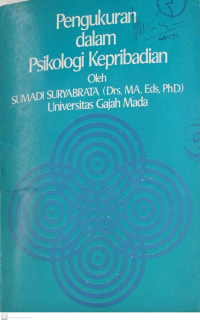 Pengukuran
dalam
Psikologi Kepribadian
Oleh
SUMADI SURYABRATA (Drs, MA, Eds, PhD)
Universitas Gajah Mada